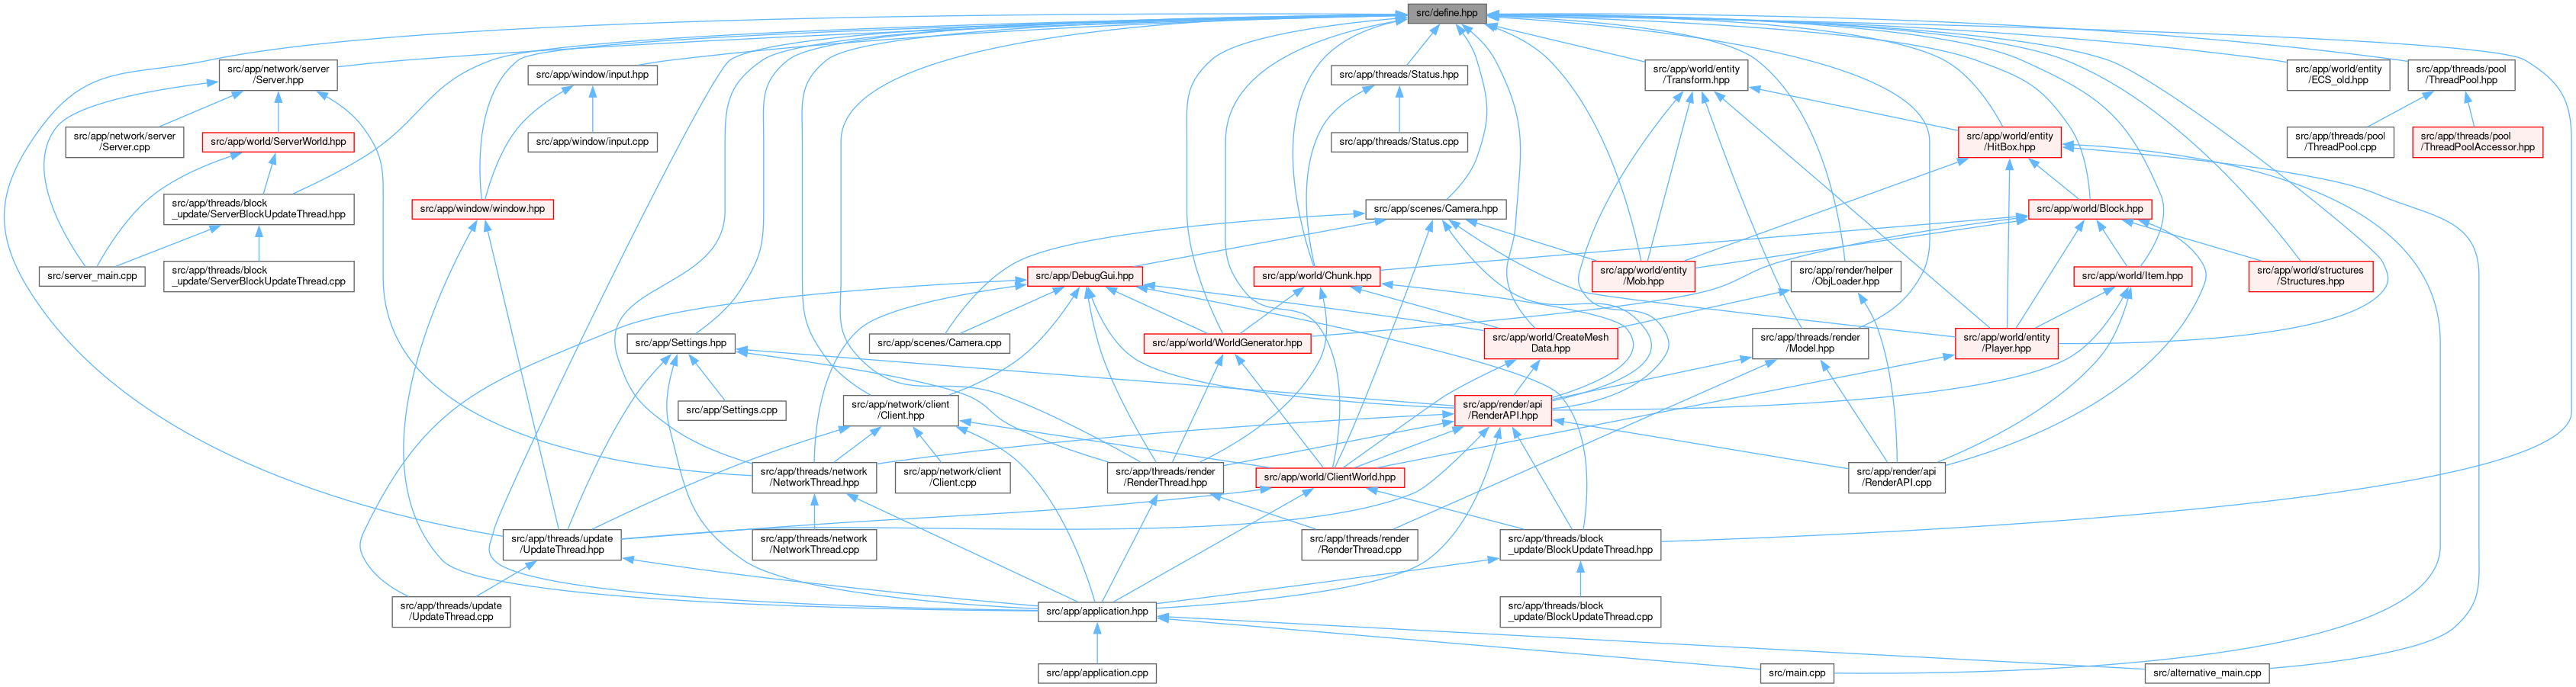 src/define.hpp
src/app/network/server
/Server.hpp
src/app/window/input.hpp
src/app/threads/Status.hpp
src/app/world/entity
/Transform.hpp
src/app/world/entity
/ECS_old.hpp
src/app/threads/pool
/ThreadPool.hpp
src/app/network/server
/Server.cpp
src/app/world/ServerWorld.hpp
src/app/window/input.cpp
src/app/threads/Status.cpp
src/app/world/entity
/HitBox.hpp
src/app/threads/pool
/ThreadPool.cpp
src/app/threads/pool
/ThreadPoolAccessor.hpp
src/app/threads/block
_update/ServerBlockUpdateThread.hpp
src/app/window/window.hpp
src/app/scenes/Camera.hpp
src/app/world/Block.hpp
src/server_main.cpp
src/app/threads/block
_update/ServerBlockUpdateThread.cpp
src/app/DebugGui.hpp
src/app/world/Chunk.hpp
src/app/world/entity
/Mob.hpp
src/app/render/helper
/ObjLoader.hpp
src/app/world/Item.hpp
src/app/world/structures
/Structures.hpp
src/app/Settings.hpp
src/app/scenes/Camera.cpp
src/app/world/WorldGenerator.hpp
src/app/world/CreateMesh
Data.hpp
src/app/threads/render
/Model.hpp
src/app/world/entity
/Player.hpp
src/app/Settings.cpp
src/app/network/client
/Client.hpp
src/app/render/api
/RenderAPI.hpp
src/app/threads/network
/NetworkThread.hpp
src/app/network/client
/Client.cpp
src/app/threads/render
/RenderThread.hpp
src/app/world/ClientWorld.hpp
src/app/render/api
/RenderAPI.cpp
src/app/threads/update
/UpdateThread.hpp
src/app/threads/network
/NetworkThread.cpp
src/app/threads/render
/RenderThread.cpp
src/app/threads/block
_update/BlockUpdateThread.hpp
src/app/threads/update
/UpdateThread.cpp
src/app/application.hpp
src/app/threads/block
_update/BlockUpdateThread.cpp
src/app/application.cpp
src/main.cpp
src/alternative_main.cpp